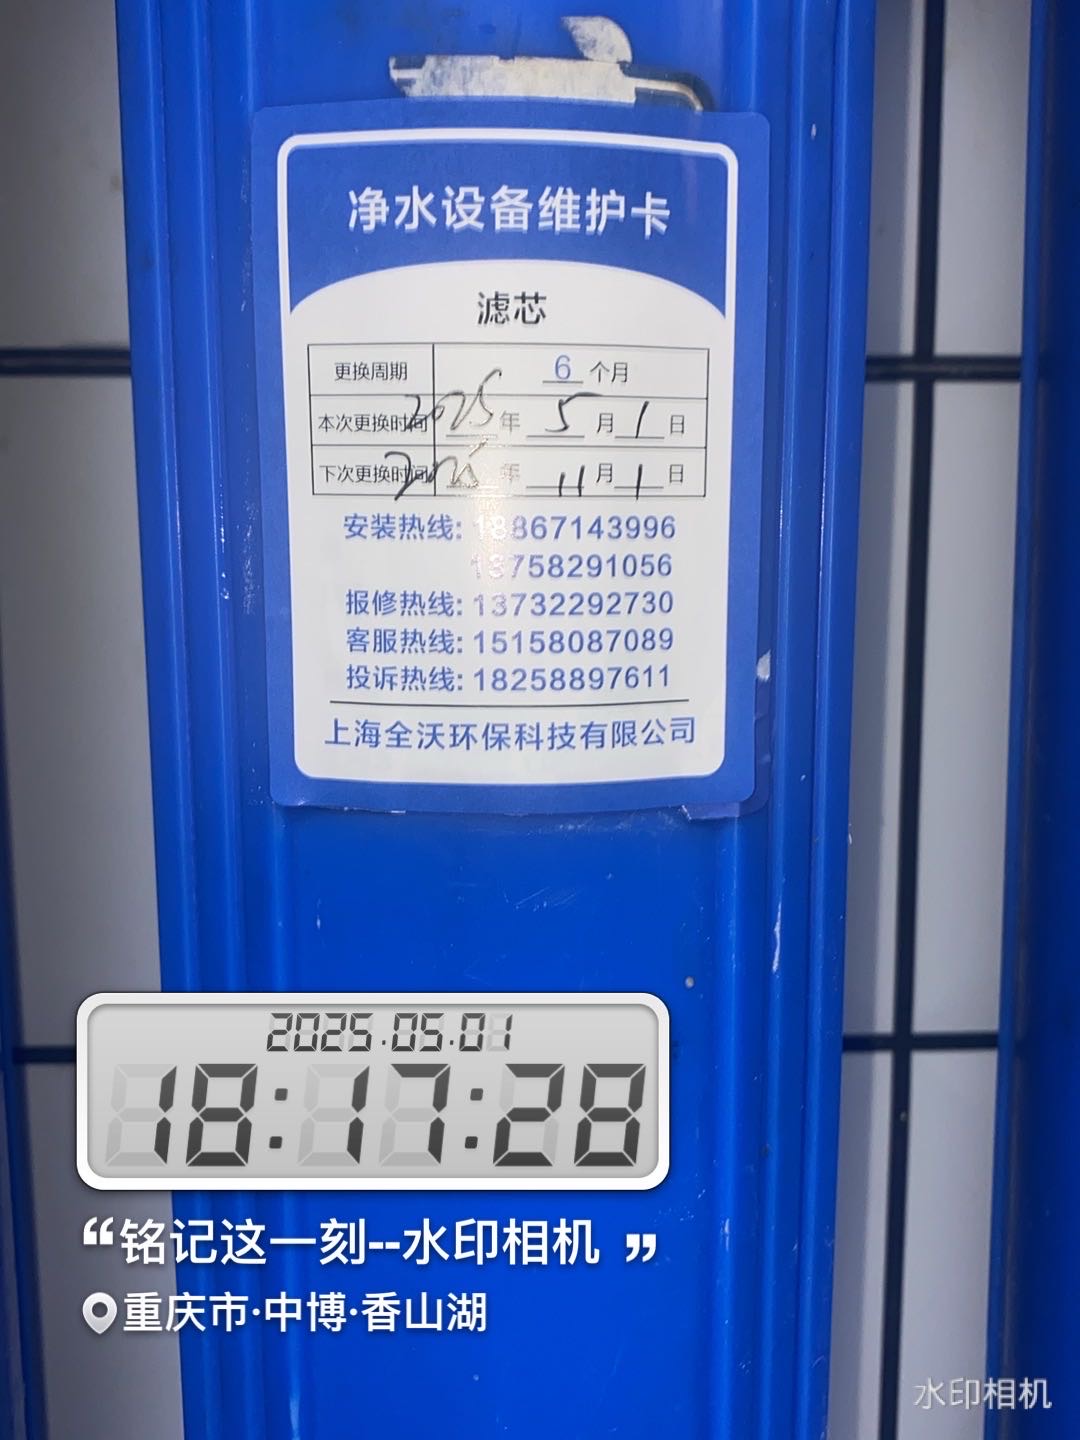 净水设备维护卡
滤芯
更换周期 6 个月
本次更换时间 2025 年 5 月 1 日
下次更换时间 2025 年 11 月 1 日
安装热线: 18867143996
13758291056
报修热线: 13732292730
客服热线: 15158087089
投诉热线: 18258897611
上海全沃环保科技有限公司
2025.05.01
18:17:28
“铭记这一刻--水印相机 ”
重庆市·中博·香山湖
水印相机